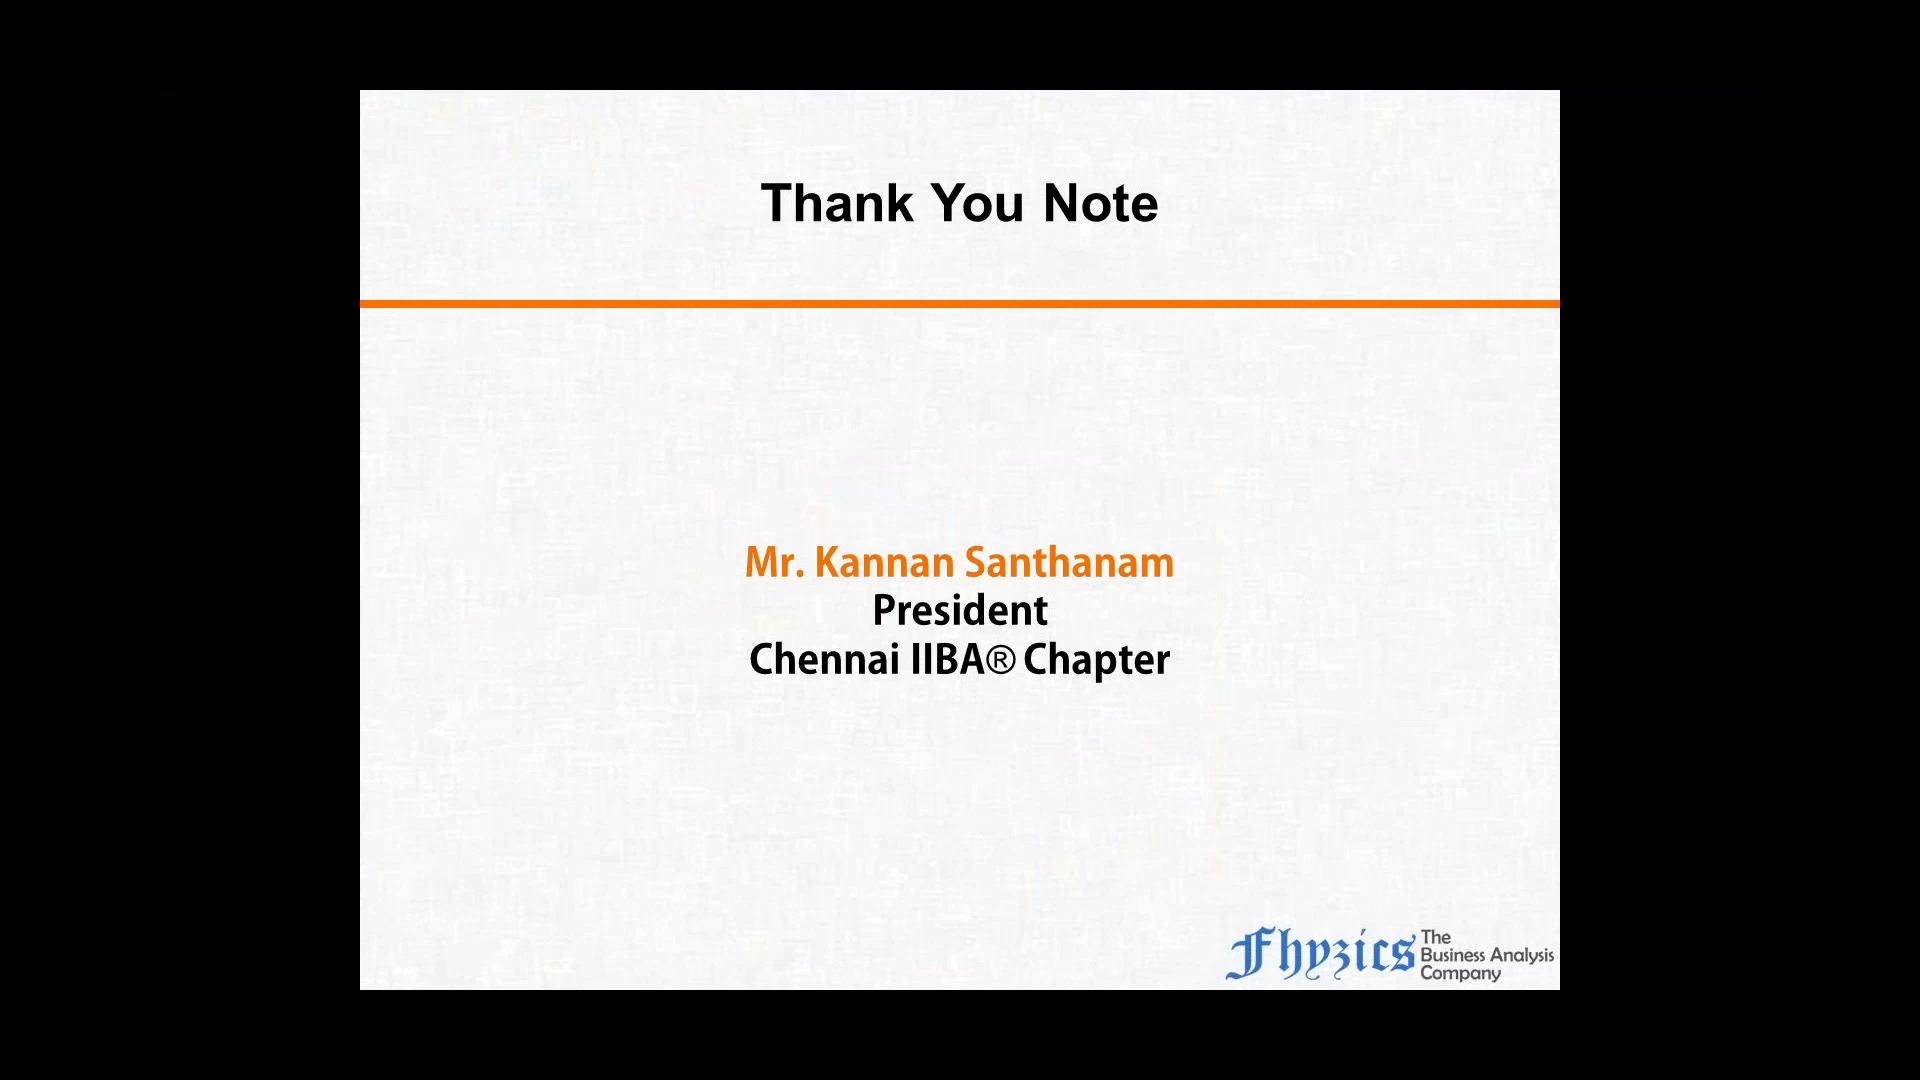 Thank You Note
Mr. Kannan Santhanam
President
Chennai IIBA® Chapter
Fhyzics
The
Business Analysis
Company